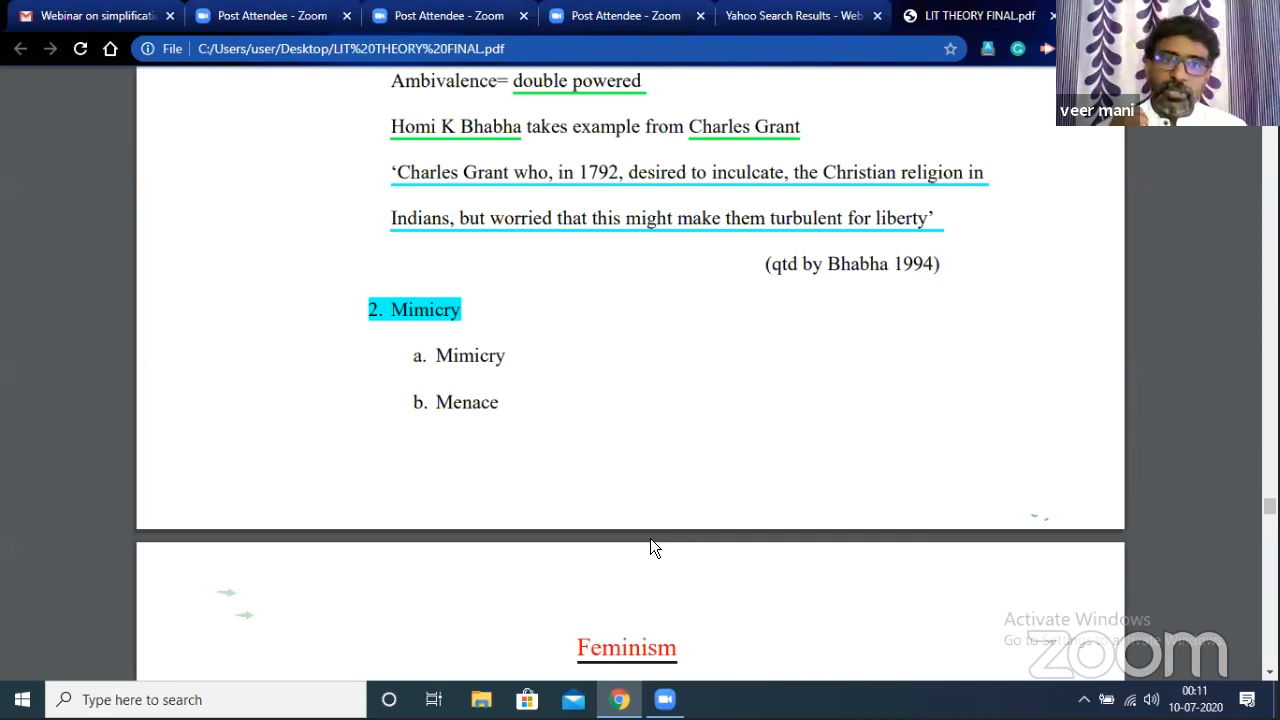 Webinar on simplificati
Post Attendee - Zoom
Post Attendee - Zoom
Post Attendee - Zoom
Yahoo Search Results - Web
LIT THEORY FINAL.pdf
File
C:/Users/user/Desktop/LIT%20THEORY%20FINAL.pdf
veer mani
Ambivalence= double powered
Homi K Bhabha takes example from Charles Grant
‘Charles Grant who, in 1792, desired to inculcate, the Christian religion in
Indians, but worried that this might make them turbulent for liberty’
(qtd by Bhabha 1994)
2. Mimicry
a. Mimicry
b. Menace
Feminism
Activate Windows
Go to Settings
zoom
Type here to search
00:11
10-07-2020